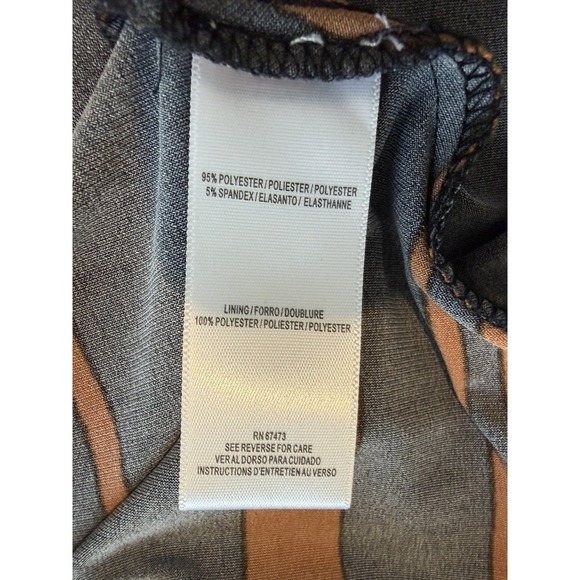 95% POLYESTER / POLIESTER / POLYESTER
5% SPANDEX / ELASANTO / ELASTHANNE
LINING / FORRO / DOUBLURE
100% POLYESTER / POLIESTER / POLYESTER
RN 67473
SEE REVERSE FOR CARE
VER AL DORSO PARA CUIDADO
INSTRUCTIONS D'ENTRETIEN AU VERSO